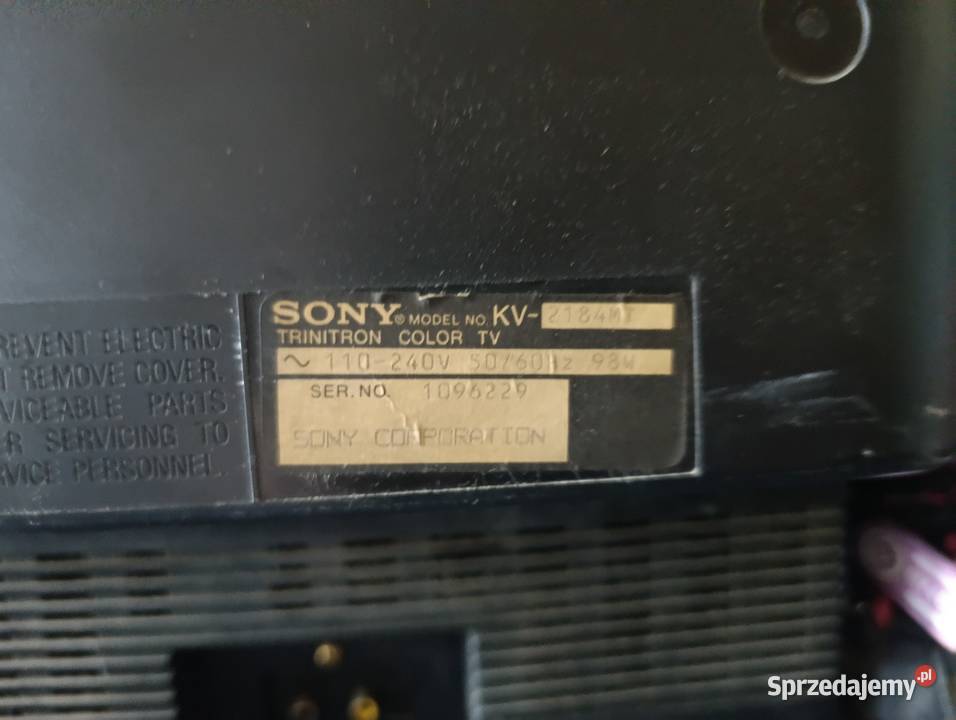 REVENT ELECTRIC
T REMOVE COVER.
VICEABLE PARTS
R SERVICING TO
RVICE PERSONNEL.
SONY® MODEL NO. KV-2184MT
TRINITRON COLOR TV
~ 110-240V 50/60Hz 98W
SER. NO. 1096229
SONY CORPORATION
Sprzedajemy.pl